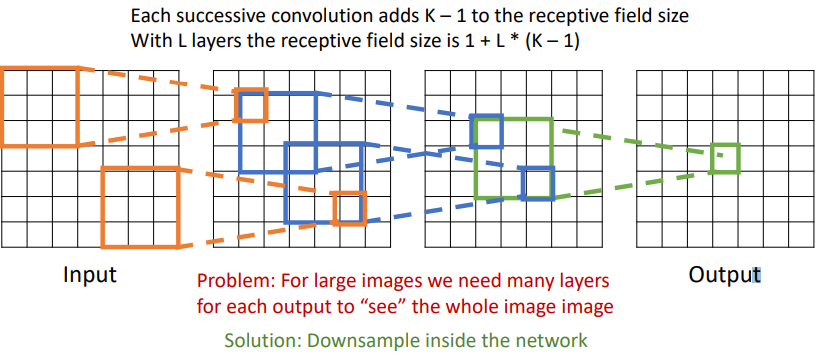 Each successive convolution adds K – 1 to the receptive field size
With L layers the receptive field size is 1 + L * (K – 1)
Input
Output
Problem: For large images we need many layers
for each output to “see” the whole image image
Solution: Downsample inside the network